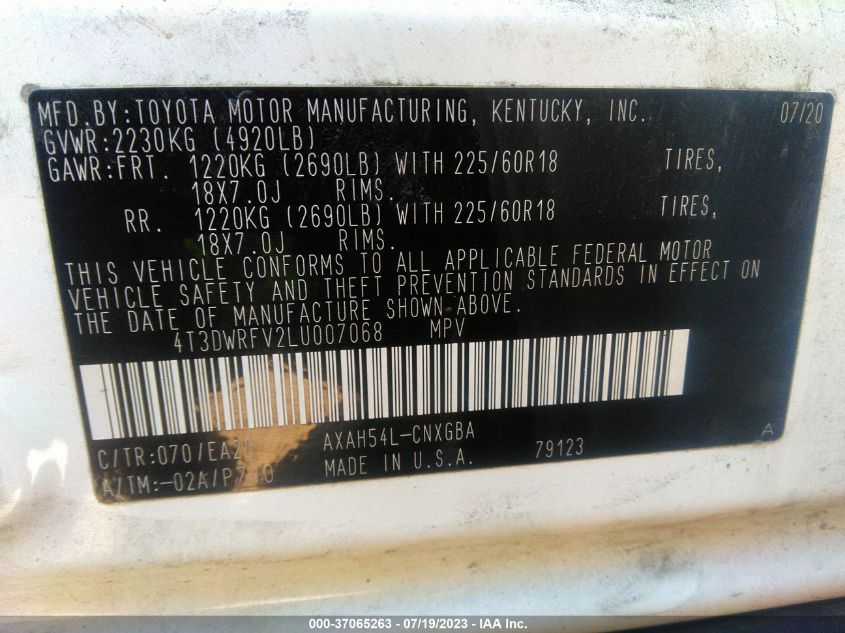 MFD.BY:TOYOTA MOTOR MANUFACTURING, KENTUCKY, INC. 07/20
GVWR:2230KG (4920LB)
GAWR:FRT. 1220KG (2690LB) WITH 225/60R18 TIRES,
18X7.0J RIMS.
RR. 1220KG (2690LB) WITH 225/60R18 TIRES,
18X7.0J RIMS.
THIS VEHICLE CONFORMS TO ALL APPLICABLE FEDERAL MOTOR
VEHICLE SAFETY AND THEFT PREVENTION STANDARDS IN EFFECT ON
THE DATE OF MANUFACTURE SHOWN ABOVE.
4T3DWRFV2LU007068 MPV
C/TR:070/EA20 AXAH54L-CNXGBA 79123 A
A/TM:-02A/ MADE IN U.S.A.
000-37065263 - 07/19/2023 - IAA Inc.